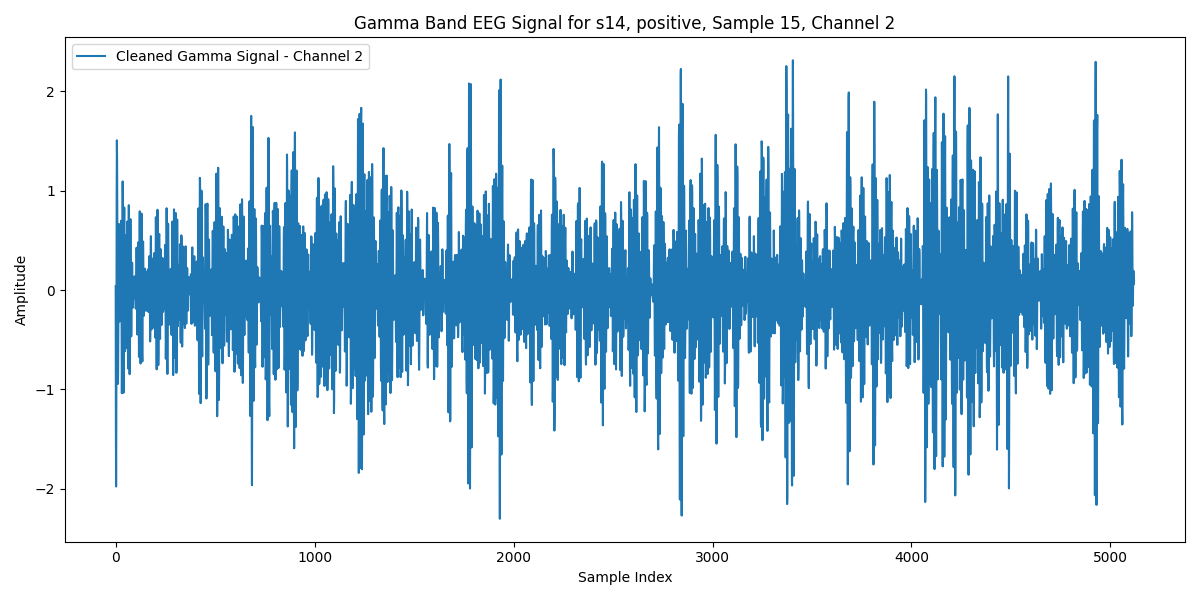 Gamma Band EEG Signal for s14, positive, Sample 15, Channel 2
Cleaned Gamma Signal - Channel 2
Amplitude
2
1
0
−1
−2
0 1000 2000 3000 4000 5000
Sample Index